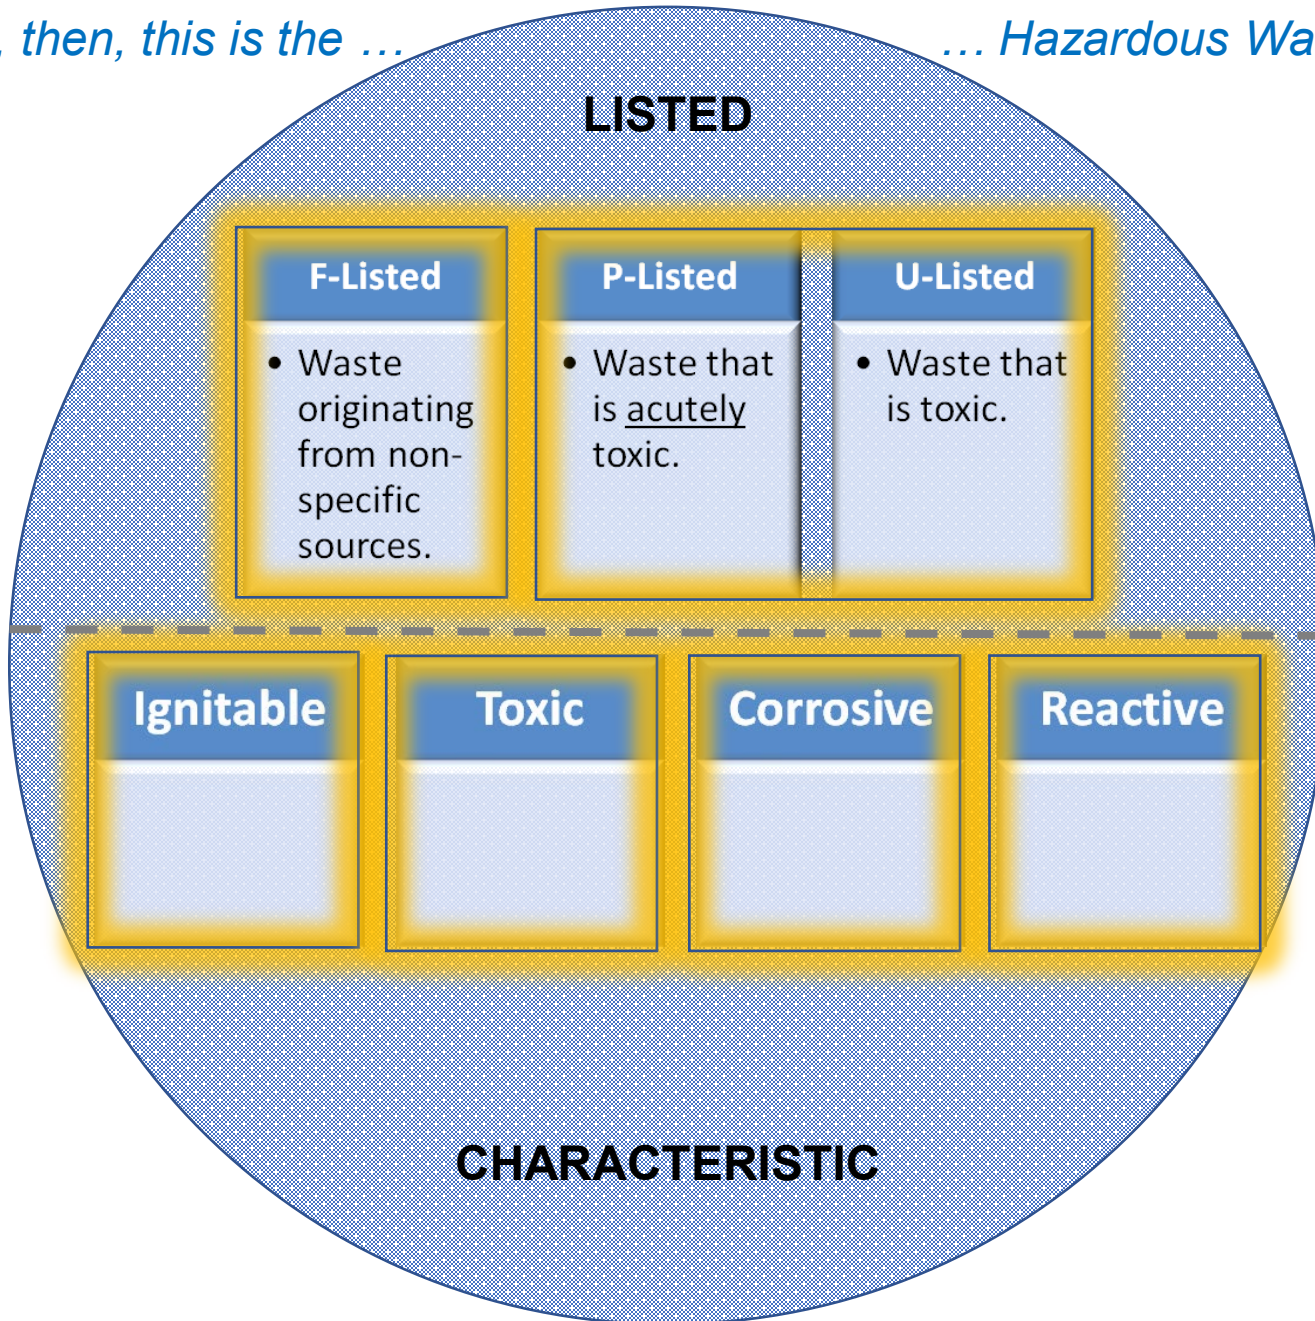 then, this is the …
… Hazardous
LISTED
F-Listed
• Waste
originating
from non-
specific
sources.
P-Listed
• Waste that
is acutely
toxic.
U-Listed
• Waste that
is toxic.
Ignitable
Toxic
Corrosive
Reactive
CHARACTERISTIC